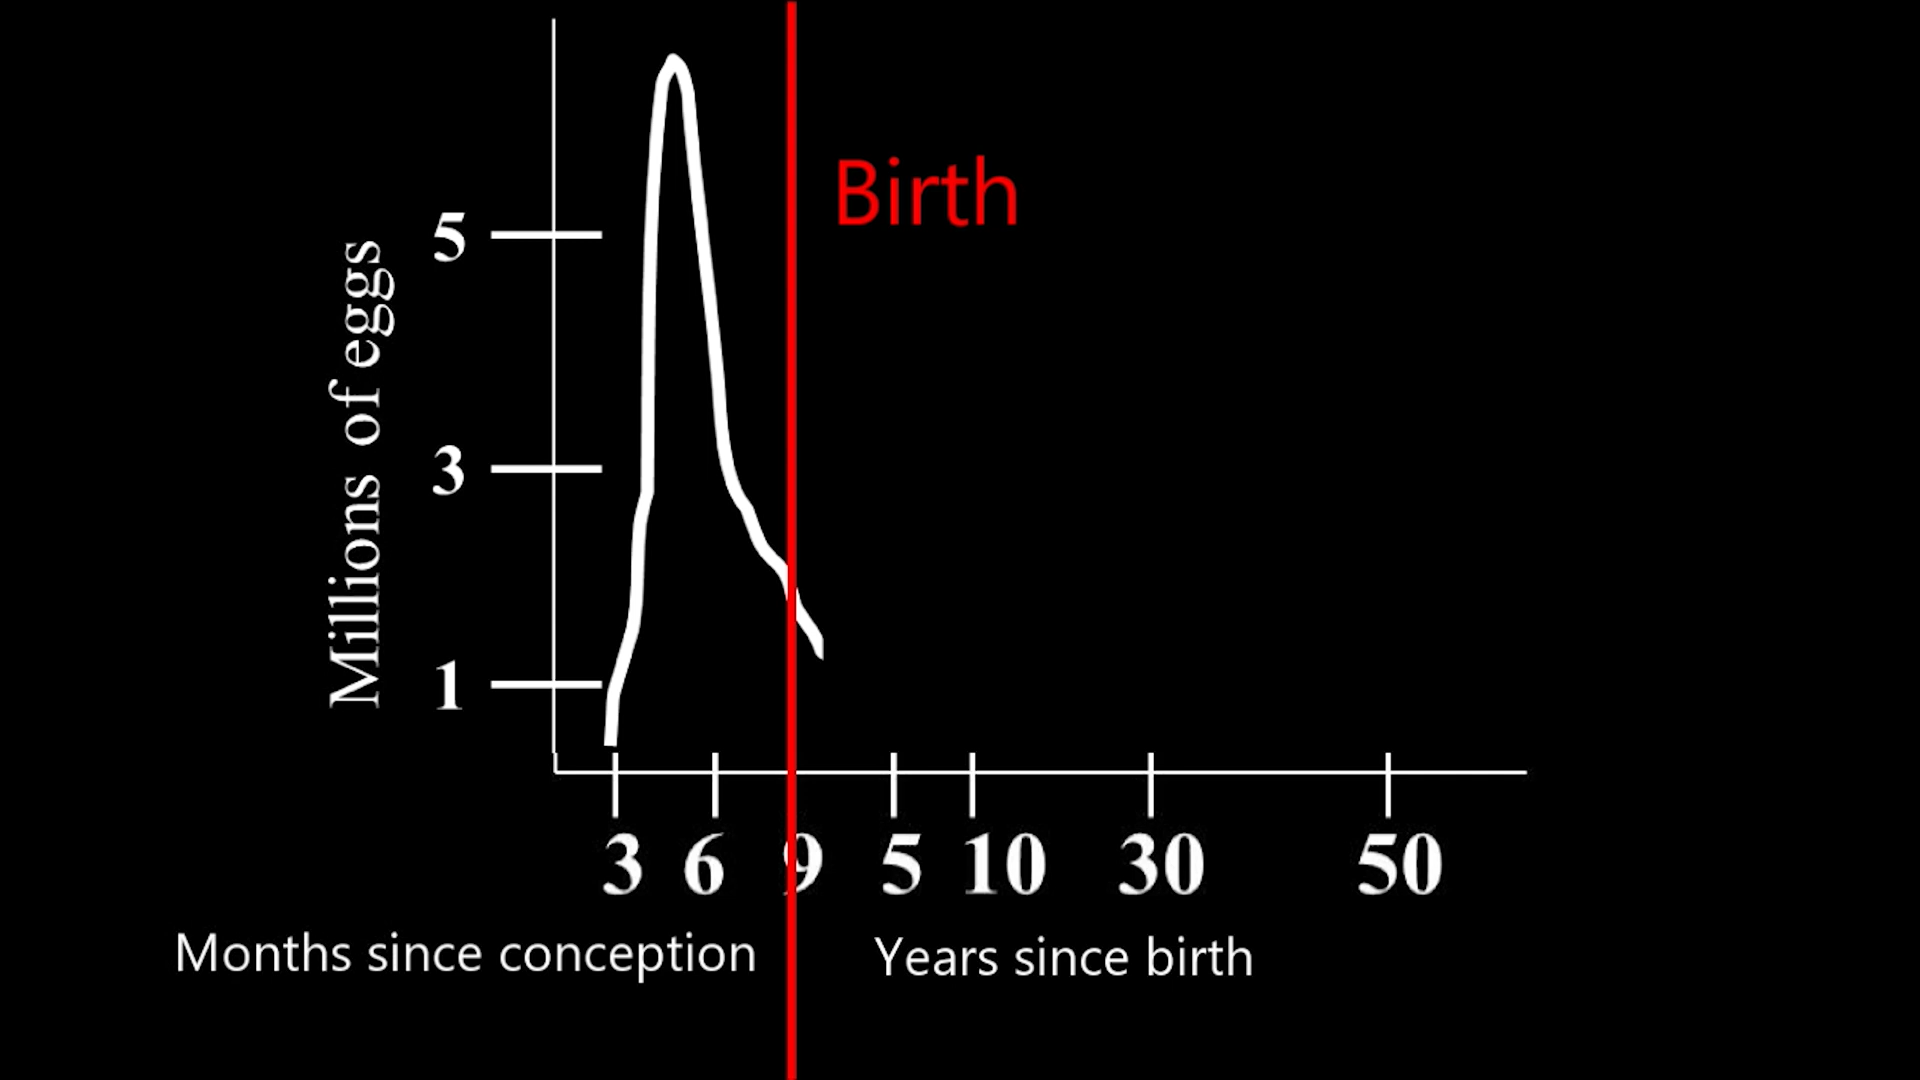 Birth
Millions of eggs
5
3
1
3 6 9 5 10 30 50
Months since conception
Years since birth